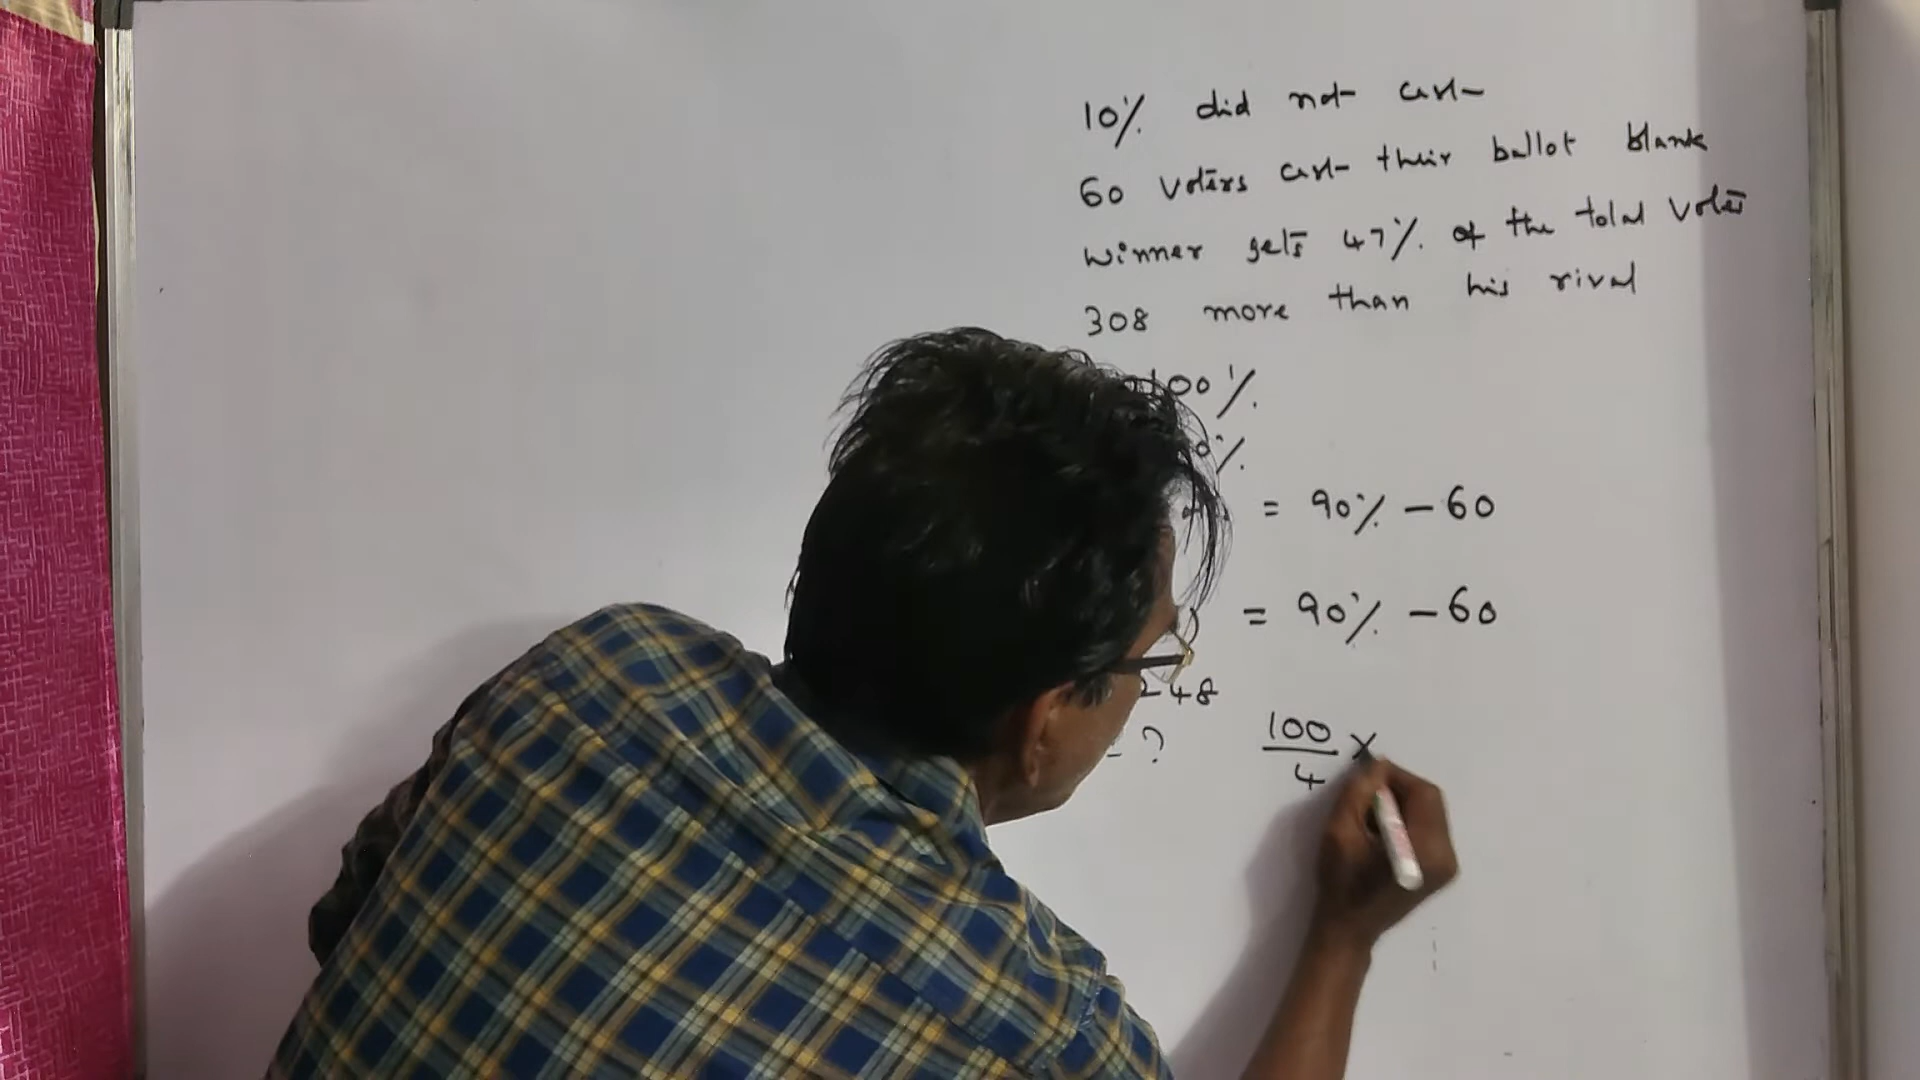 10% did not cast
60 voters cast their ballot blank
winner gets 47% of the total votes
308 more than his rival
100%
0%
= 90% - 60
= 90% - 60
248
- ?
100/4 ×